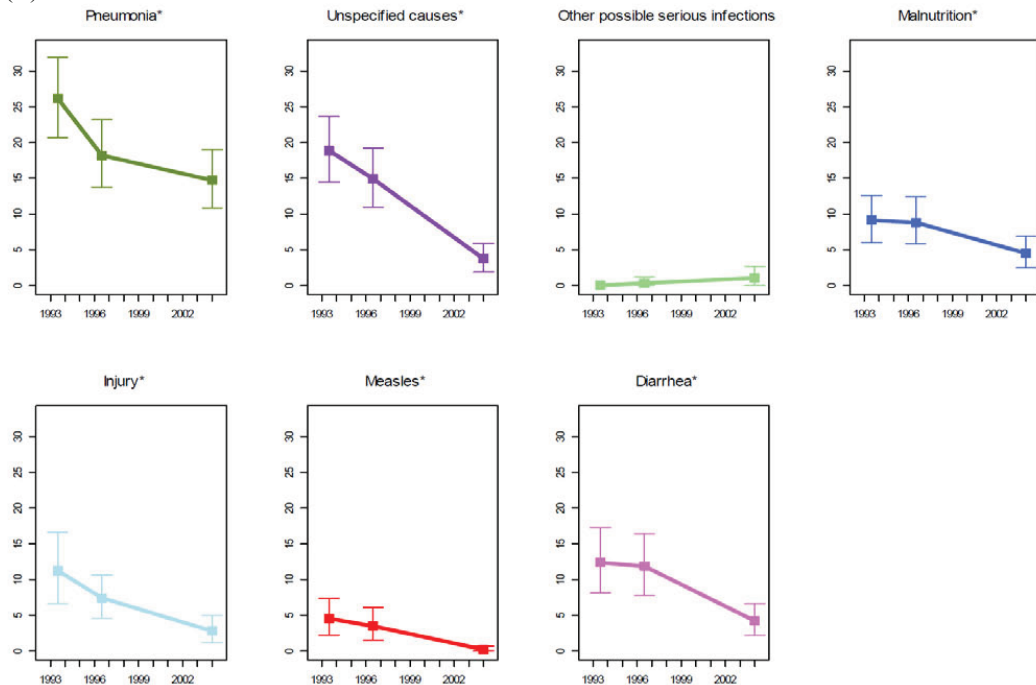 Pneumonia*
Unspecified causes*
Other possible serious infections
Malnutrition*
0 5 10 15 20 25 30
1993 1996 1999 2002
0 5 10 15 20 25 30
1993 1996 1999 2002
0 5 10 15 20 25 30
1993 1996 1999 2002
0 5 10 15 20 25 30
1993 1996 1999 2002
Injury*
Measles*
Diarrhea*
0 5 10 15 20 25 30
1993 1996 1999 2002
0 5 10 15 20 25 30
1993 1996 1999 2002
0 5 10 15 20 25 30
1993 1996 1999 2002